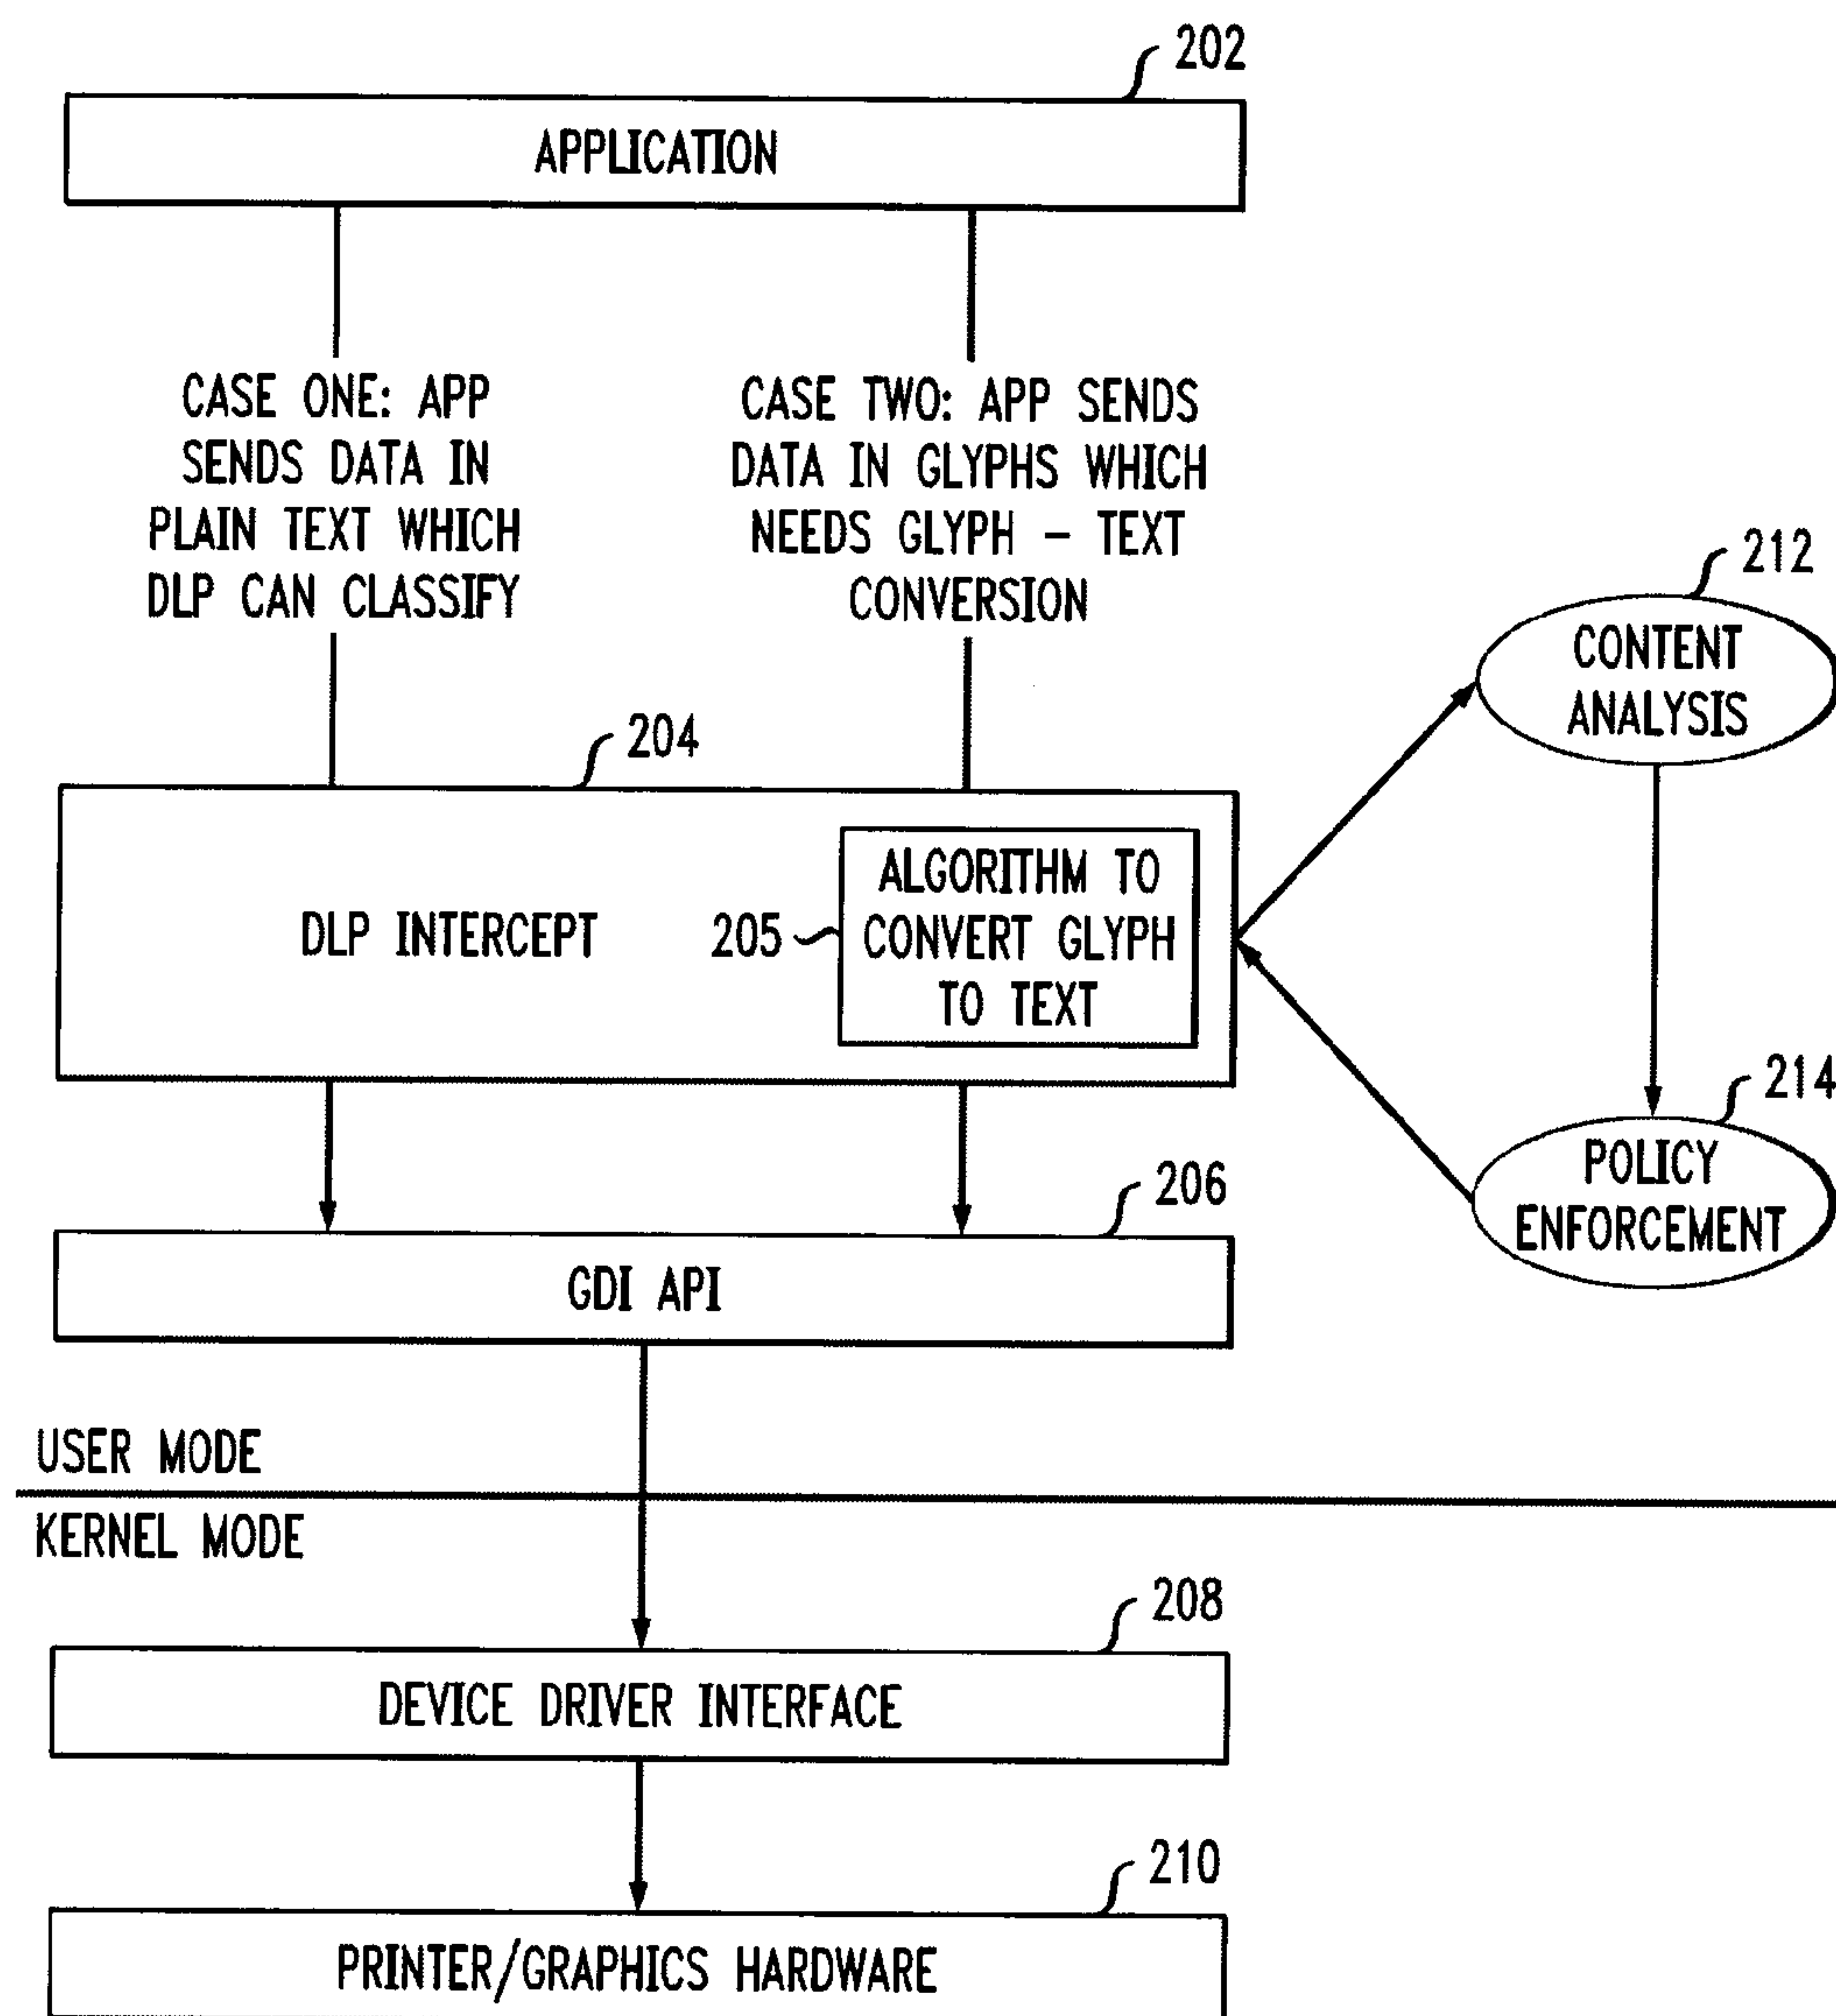 202
APPLICATION
CASE ONE: APP
SENDS DATA IN
PLAIN TEXT WHICH
DLP CAN CLASSIFY
CASE TWO: APP SENDS
DATA IN GLYPHS WHICH
NEEDS GLYPH – TEXT
CONVERSION
212
CONTENT
ANALYSIS
204
DLP INTERCEPT
205
ALGORITHM TO
CONVERT GLYPH
TO TEXT
214
POLICY
ENFORCEMENT
206
GDI API
USER MODE
KERNEL MODE
208
DEVICE DRIVER INTERFACE
210
PRINTER/GRAPHICS HARDWARE